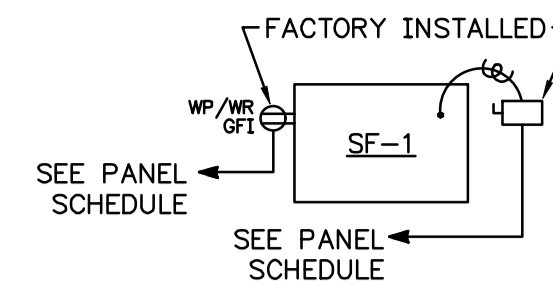 FACTORY INSTALLED
WP/WR
GFI
SF-1
SEE PANEL
SCHEDULE
SEE PANEL
SCHEDULE